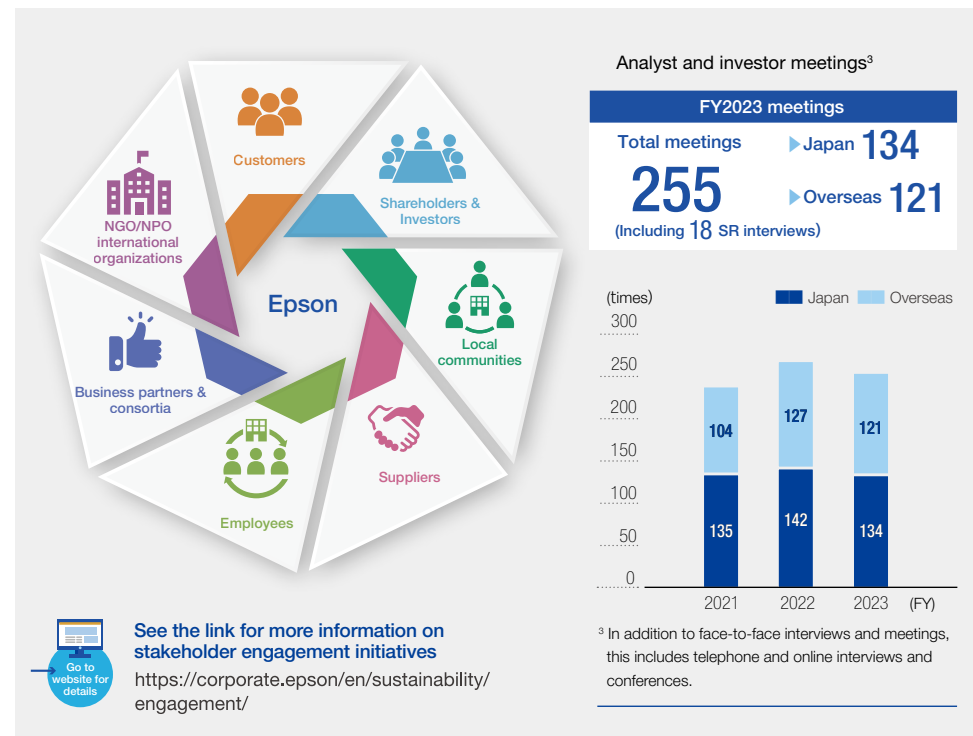 Customers
Shareholders &
Investors
NGO/NPO
international
organizations
Epson
Local
communities
Business partners &
consortia
Suppliers
Employees
Go to
website for
details
See the link for more information on
stakeholder engagement initiatives
https://corporate.epson/en/sustainability/
engagement/
Analyst and investor meetings³
FY2023 meetings
Total meetings
255
(Including 18 SR interviews)
Japan 134
Overseas 121
(times)
Japan
Overseas
300
250
200
150
100
50
0
104
127
121
135
142
134
2021
2022
2023
(FY)
³ In addition to face-to-face interviews and meetings,
this includes telephone and online interviews and
conferences.